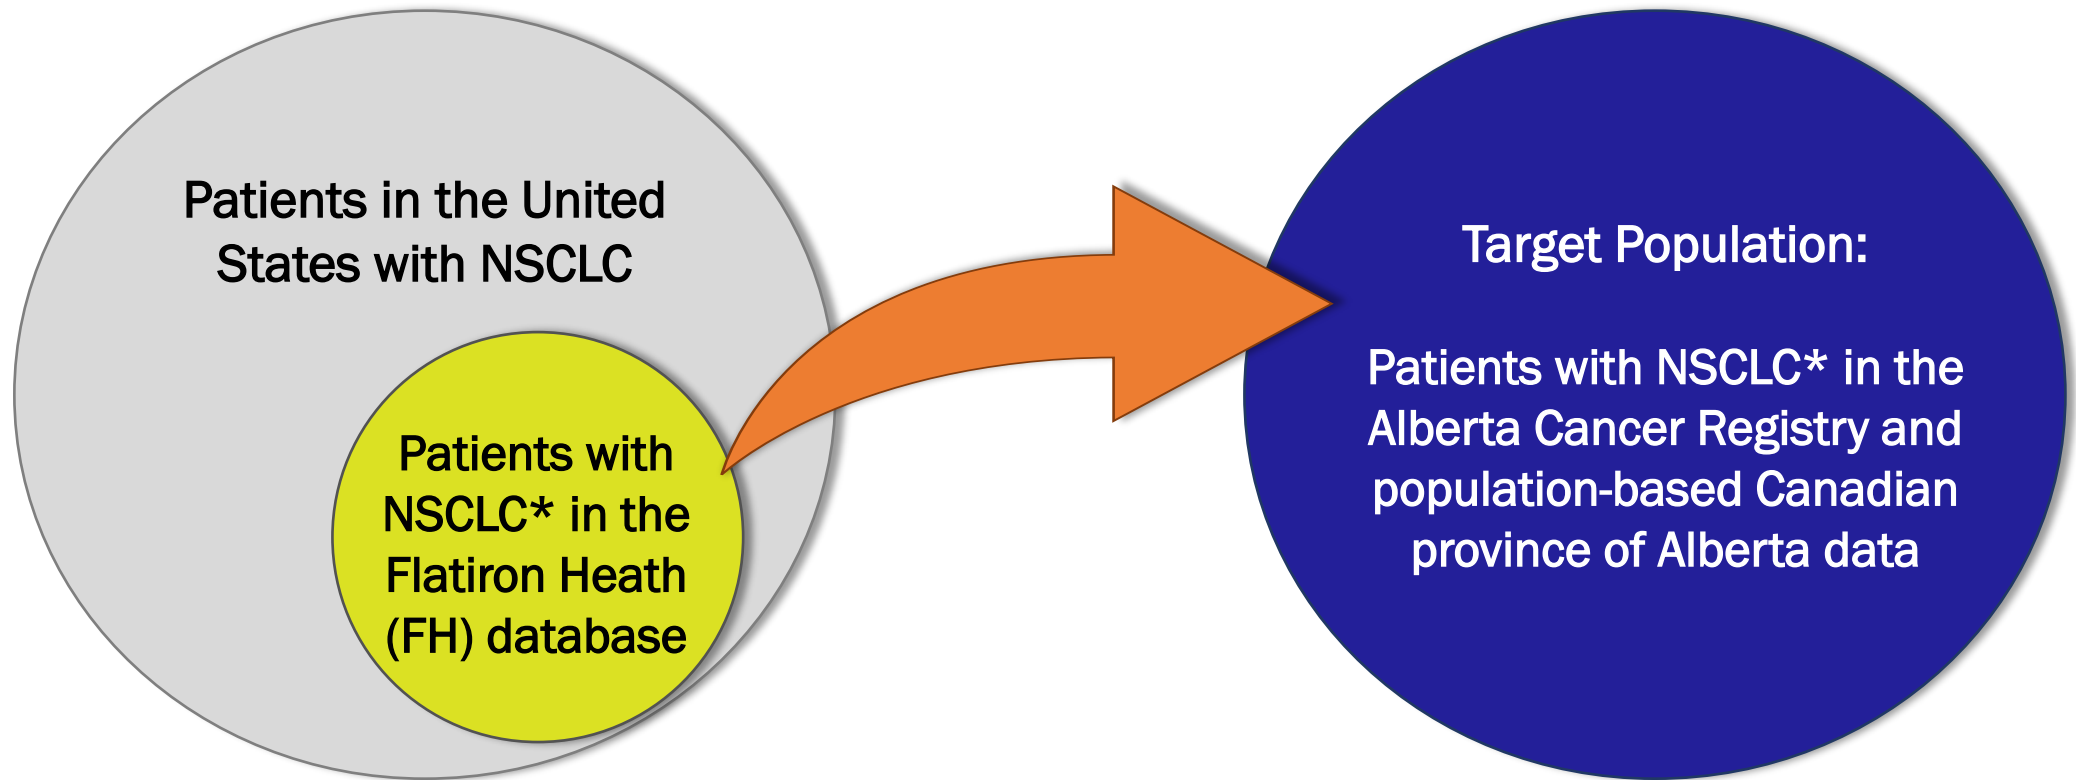 Patients in the United
States with NSCLC
Patients with
NSCLC* in the
Flatiron Heath
(FH) database
Target Population:
Patients with NSCLC* in the
Alberta Cancer Registry and
population-based Canadian
province of Alberta data